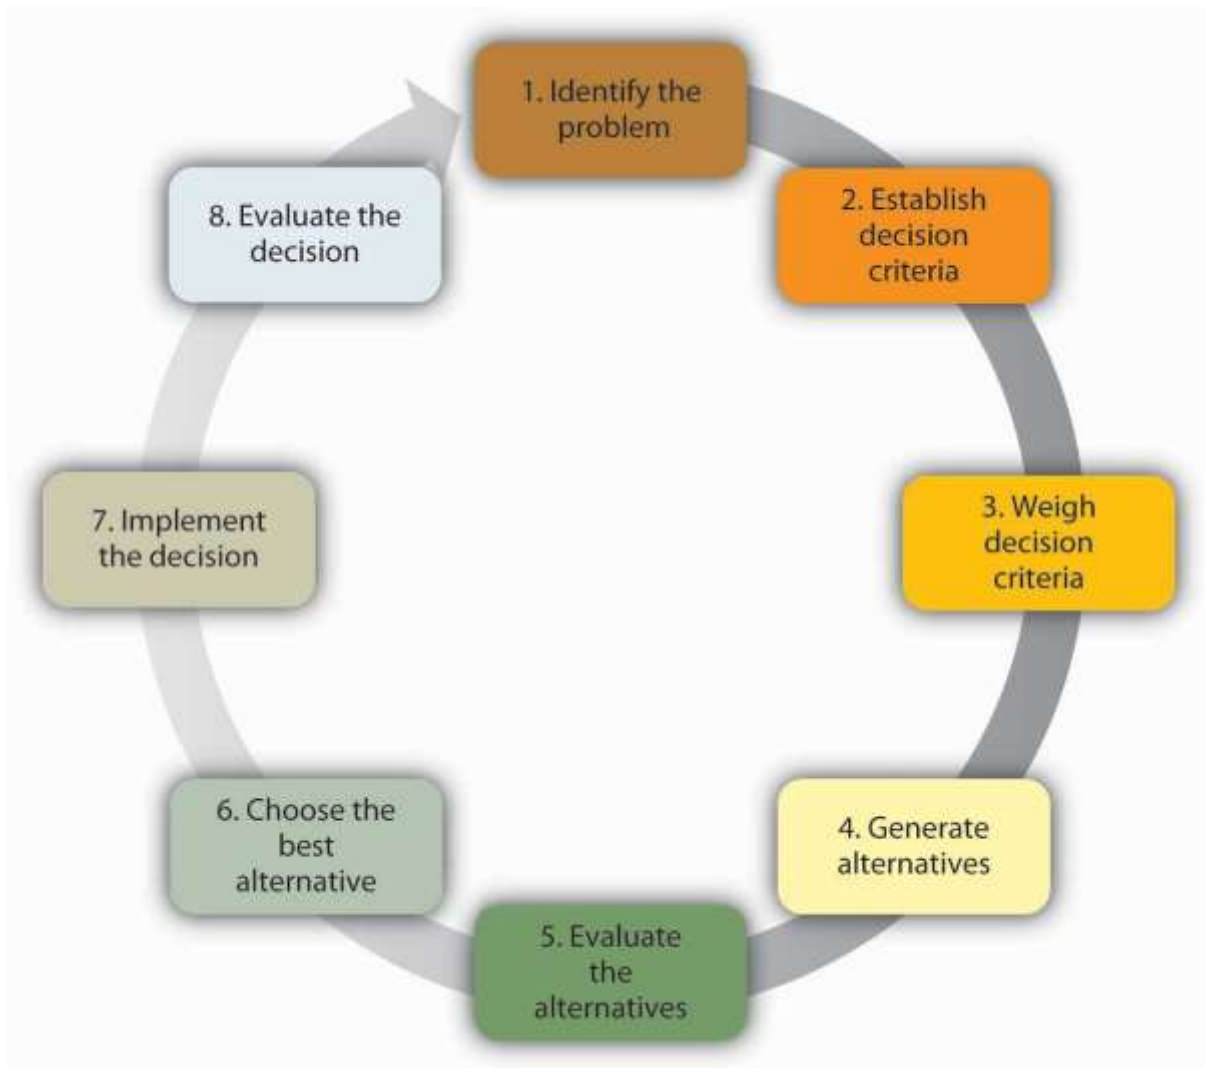 1. Identify the
problem
2. Establish
decision
criteria
3. Weigh
decision
criteria
4. Generate
alternatives
5. Evaluate
the
alternatives
6. Choose the
best
alternative
7. Implement
the decision
8. Evaluate the
decision